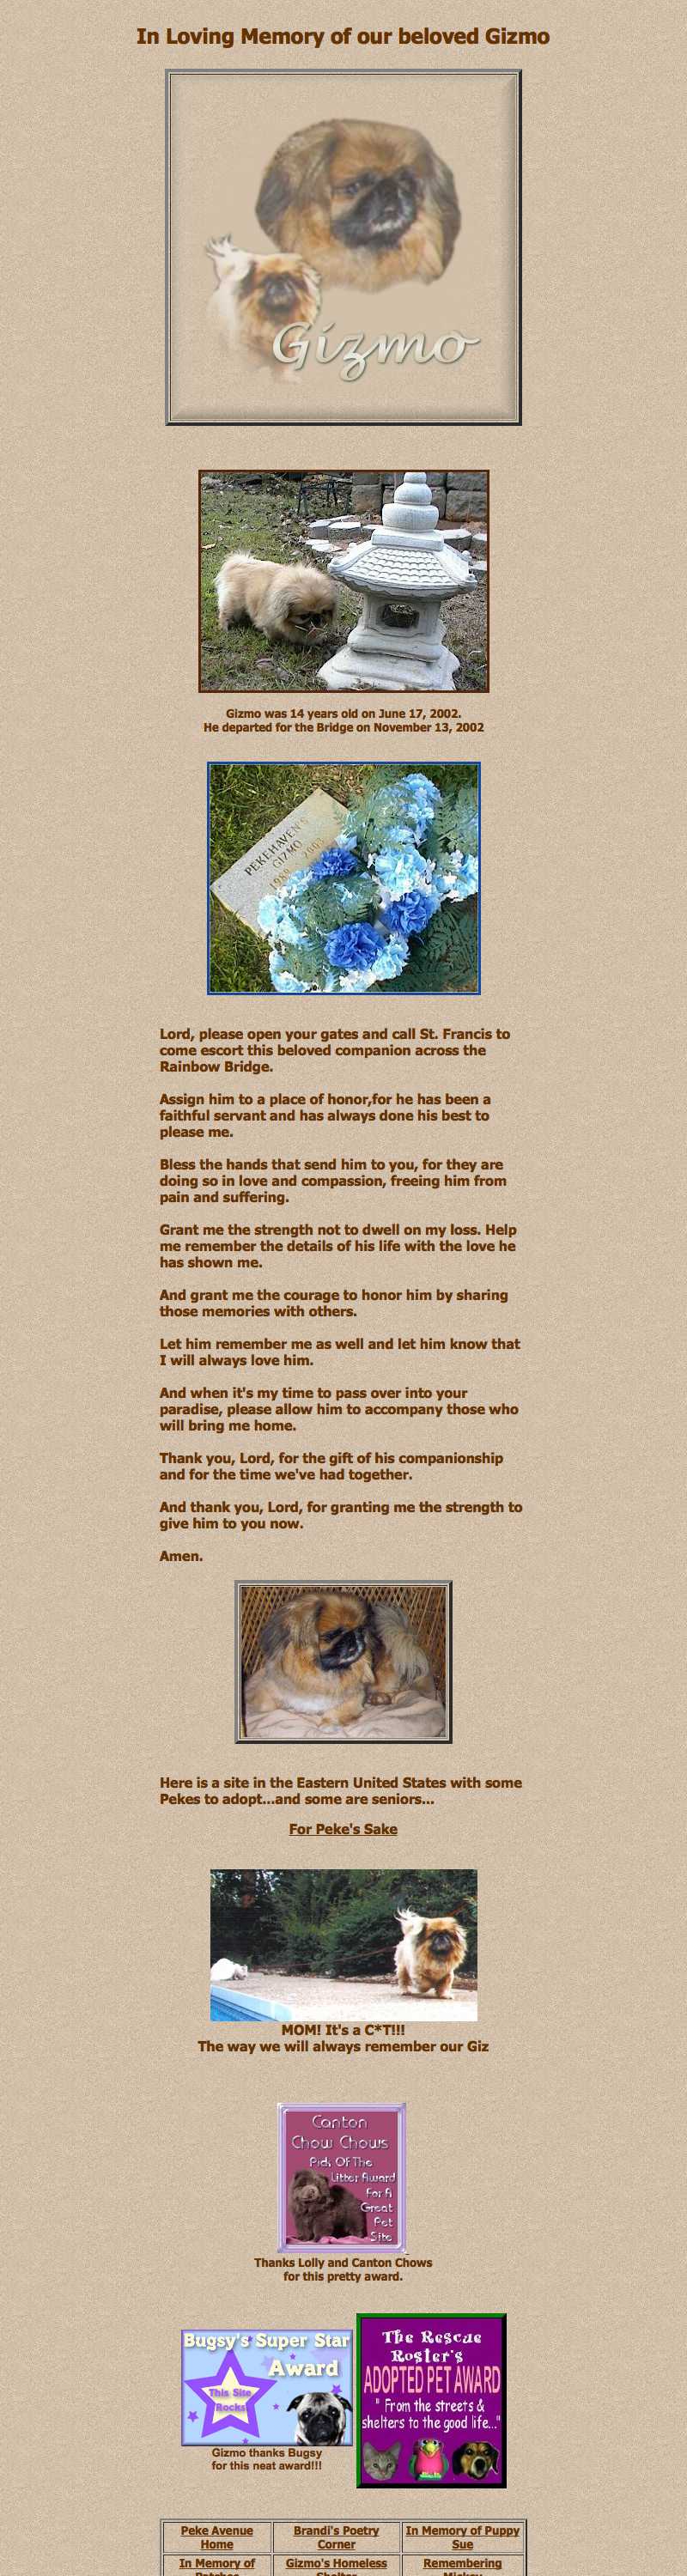 In Loving Memory of our beloved Gizmo
Gizmo
Gizmo was 14 years old on June 17, 2002.
He departed for the Bridge on November 13, 2002
PEKEHAVEN'S
GIZMO
Lord, please open your gates and call St. Francis to
come escort this beloved companion across the
Rainbow Bridge.
Assign him to a place of honor,for he has been a
faithful servant and has always done his best to
please me.
Bless the hands that send him to you, for they are
doing so in love and compassion, freeing him from
pain and suffering.
Grant me the strength not to dwell on my loss. Help
me remember the details of his life with the love he
has shown me.
And grant me the courage to honor him by sharing
those memories with others.
Let him remember me as well and let him know that
I will always love him.
And when it's my time to pass over into your
paradise, please allow him to accompany those who
will bring me home.
Thank you, Lord, for the gift of his companionship
and for the time we've had together.
And thank you, Lord, for granting me the strength to
give him to you now.
Amen.
Here is a site in the Eastern United States with some
Pekes to adopt...and some are seniors...
For Peke's Sake
MOM! It's a C*T!!!
The way we will always remember our Giz
Canton
Chow Chows
Pick Of The
Litter Award
For A
Great
Pet
Site
Thanks Lolly and Canton Chows
for this pretty award.
Bugsy's Super Star
Award
This Site
Rocks
Gizmo thanks Bugsy
for this neat award!!!
The Rescue
Roster's
ADOPTED PET AWARD
" From the streets &
shelters to the good life..."
Peke Avenue
Home
Brandi's Poetry
Corner
In Memory of Puppy
Sue
In Memory of
Gizmo's Homeless
Remembering